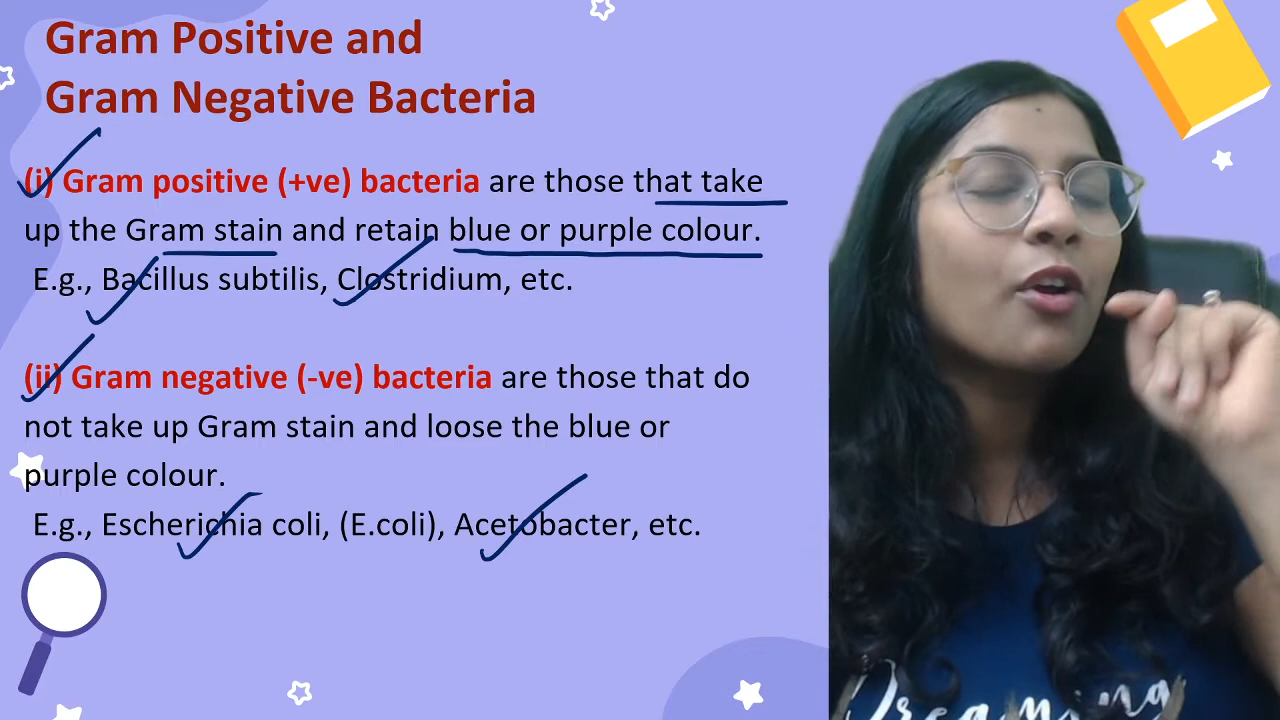 Gram Positive and
Gram Negative Bacteria
(i) Gram positive (+ve) bacteria are those that take
up the Gram stain and retain blue or purple colour.
E.g., Bacillus subtilis, Clostridium, etc.
(ii) Gram negative (-ve) bacteria are those that do
not take up Gram stain and loose the blue or
purple colour.
E.g., Escherichia coli, (E.coli), Acetobacter, etc.
Dreaming